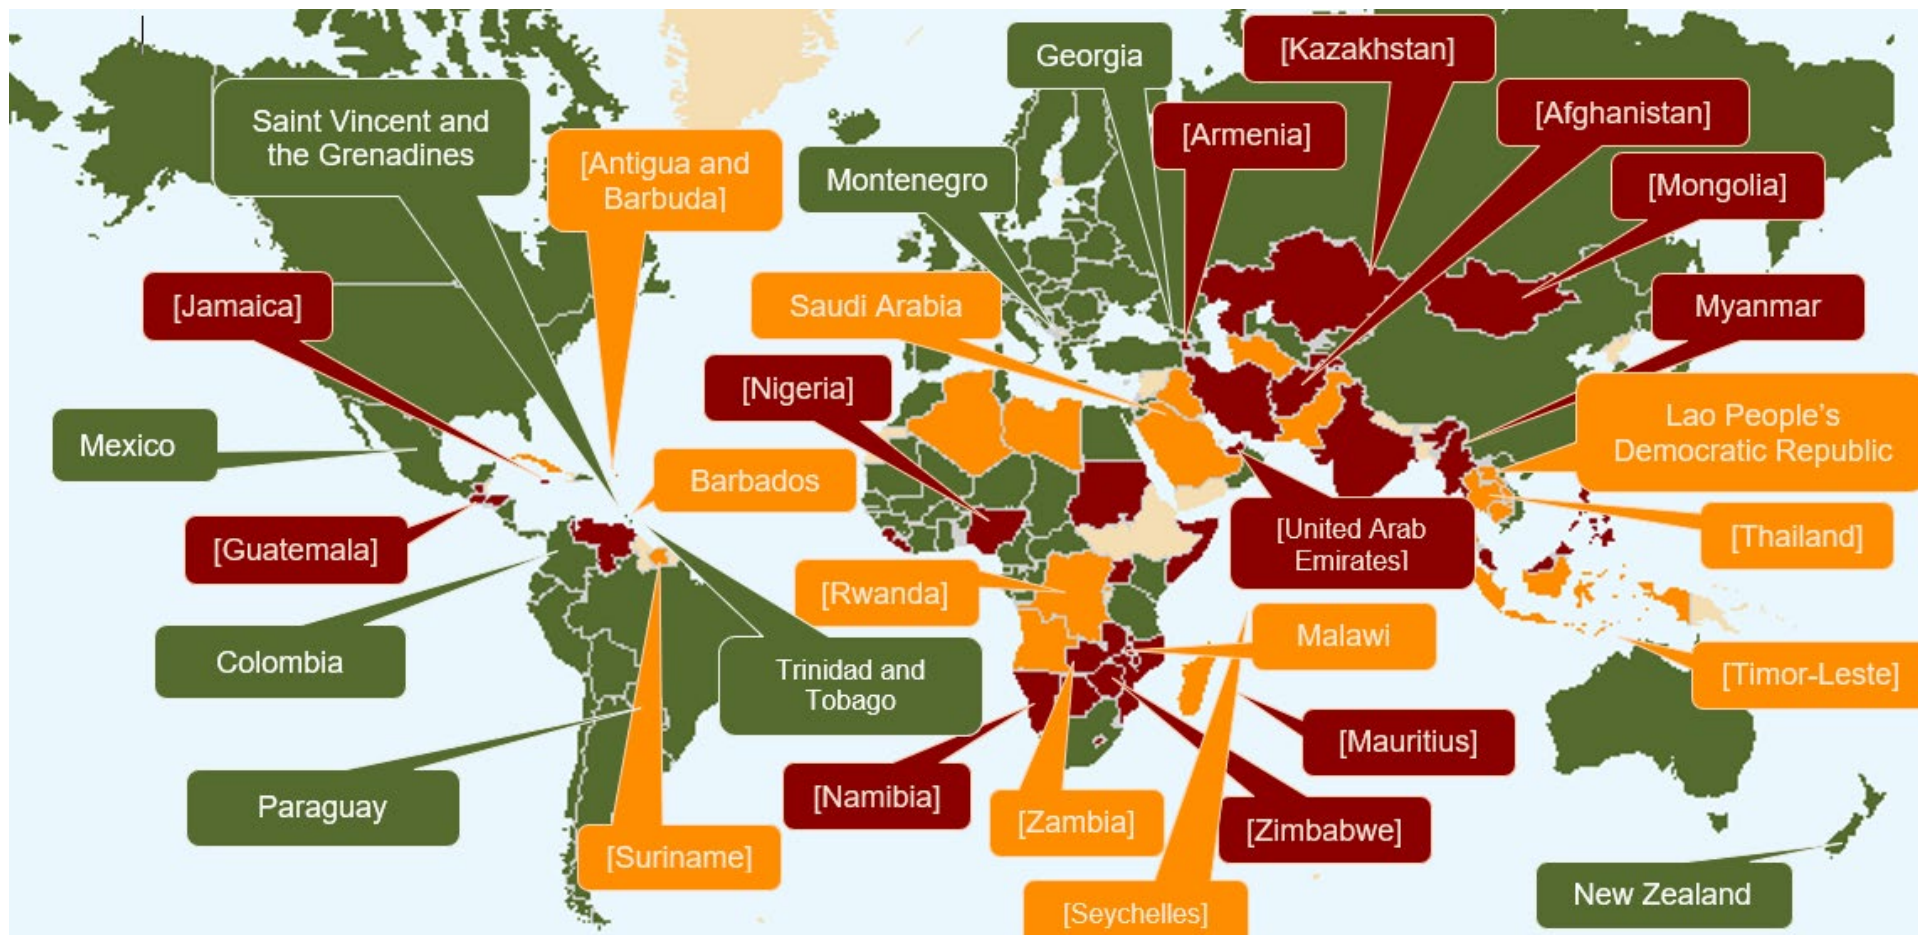 Georgia
[Kazakhstan]
Saint Vincent and
the Grenadines
[Antigua and
Barbuda]
Montenegro
[Armenia]
[Afghanistan]
[Mongolia]
[Jamaica]
Saudi Arabia
Myanmar
[Nigeria]
Mexico
Lao People's
Democratic Republic
Barbados
[Guatemala]
[United Arab
Emirates]
[Thailand]
[Rwanda]
Malawi
Colombia
Trinidad and
Tobago
[Timor-Leste]
[Mauritius]
Paraguay
[Namibia]
[Zambia]
[Zimbabwe]
[Suriname]
New Zealand
[Seychelles]